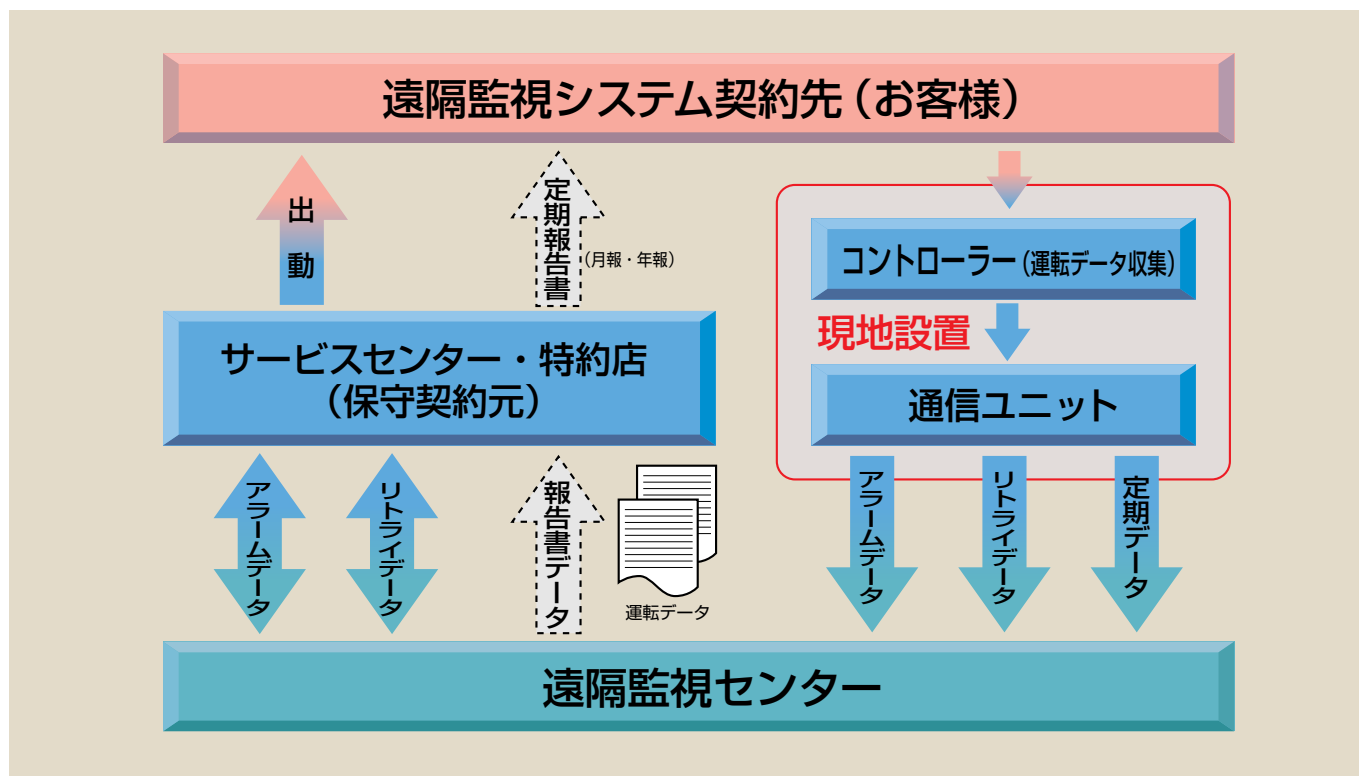 遠隔監視システム契約先（お客様）
出動
定期報告書
（月報・年報）
コントローラー（運転データ収集）
現地設置
通信ユニット
サービスセンター・特約店
（保守契約元）
アラームデータ
リトライデータ
報告書データ
運転データ
アラームデータ
リトライデータ
定期データ
遠隔監視センター